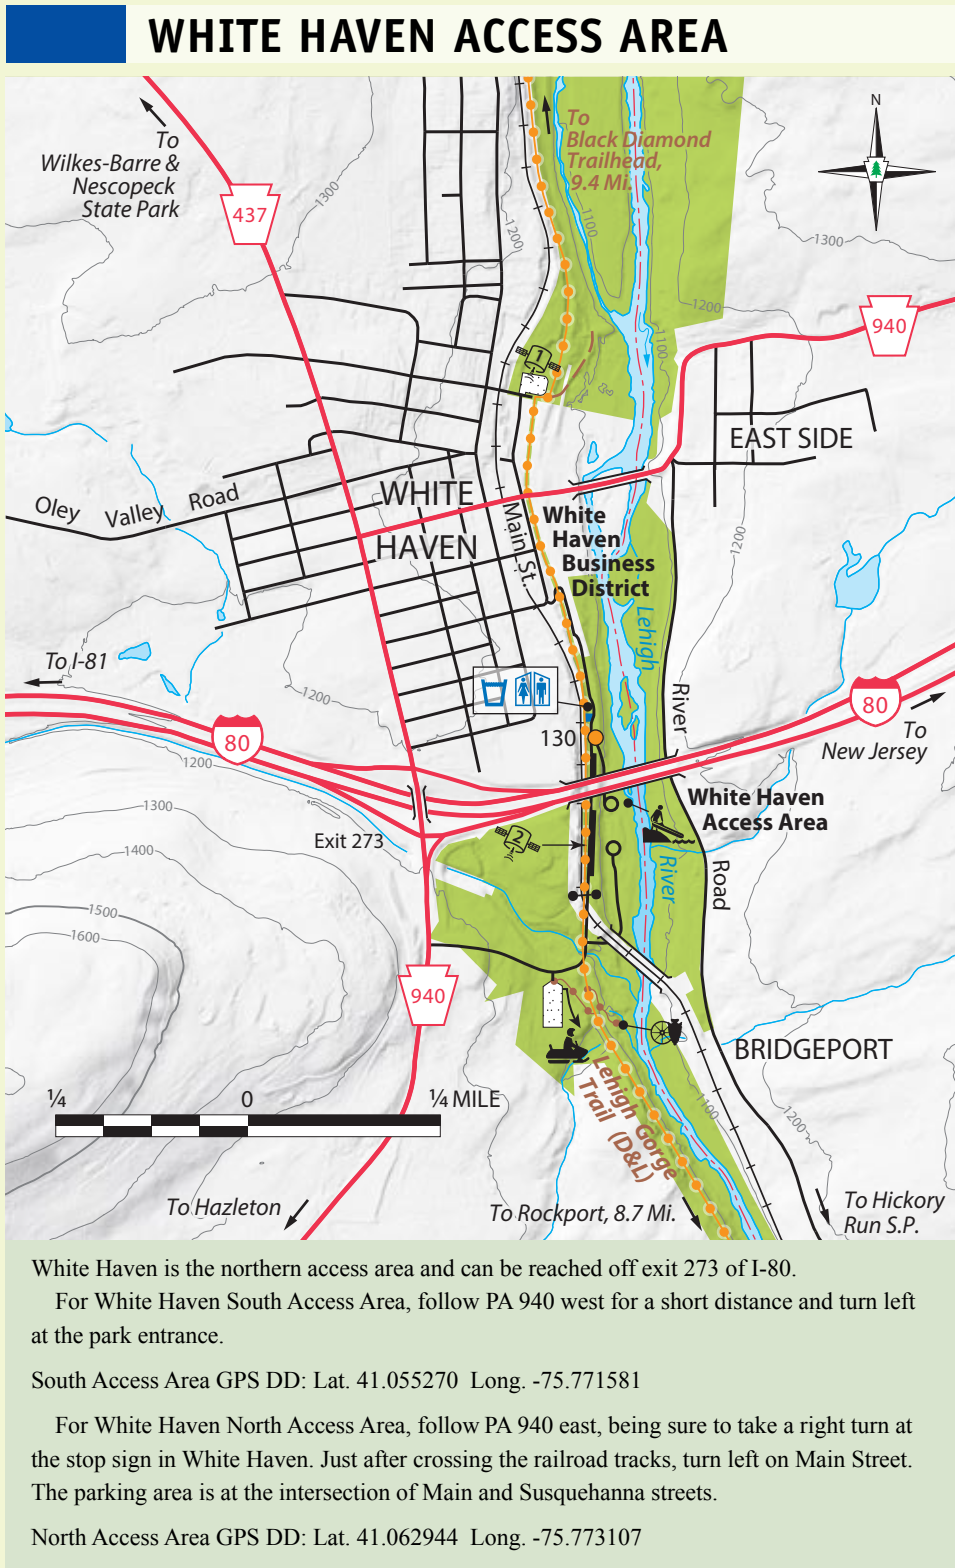 WHITE HAVEN ACCESS AREA
To
Wilkes-Barre &
Nescopeck
State Park
437
1300
1200
To
Black Diamond
Trailhead,
9.4 Mi.
1100
N
1300
1200
1100
940
1
EAST SIDE
Oley Valley Road
WHITE
HAVEN
Main St.
White
Haven
Business
District
1200
Lehigh
To I-81
1200
River
80
80
130
To
New Jersey
1200
1300
1400
1500
1600
Exit 273
2
White Haven
Access Area
River
Road
940
BRIDGEPORT
Lehigh Gorge
Trail (D&L)
1100
1200
¼ 0 ¼ MILE
To Hazleton
To Rockport, 8.7 Mi.
To Hickory
Run S.P.
White Haven is the northern access area and can be reached off exit 273 of I-80.
For White Haven South Access Area, follow PA 940 west for a short distance and turn left
at the park entrance.
South Access Area GPS DD: Lat. 41.055270 Long. -75.771581
For White Haven North Access Area, follow PA 940 east, being sure to take a right turn at
the stop sign in White Haven. Just after crossing the railroad tracks, turn left on Main Street.
The parking area is at the intersection of Main and Susquehanna streets.
North Access Area GPS DD: Lat. 41.062944 Long. -75.773107